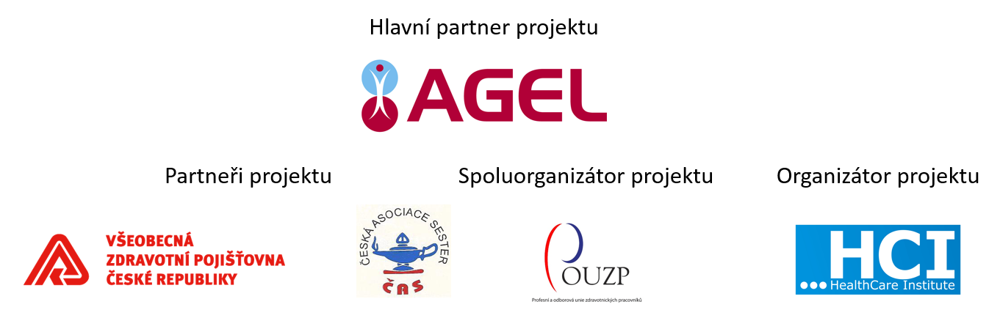 Hlavní partner projektu
AGEL
Partneři projektu
Spoluorganizátor projektu
Organizátor projektu
VŠEOBECNÁ
ZDRAVOTNÍ POJIŠŤOVNA
ČESKÉ REPUBLIKY
ČESKÁ ASOCIACE SESTER
ČAS
POUZP
Profesní a odborová unie zdravotnických pracovníků
HCI
HealthCare Institute